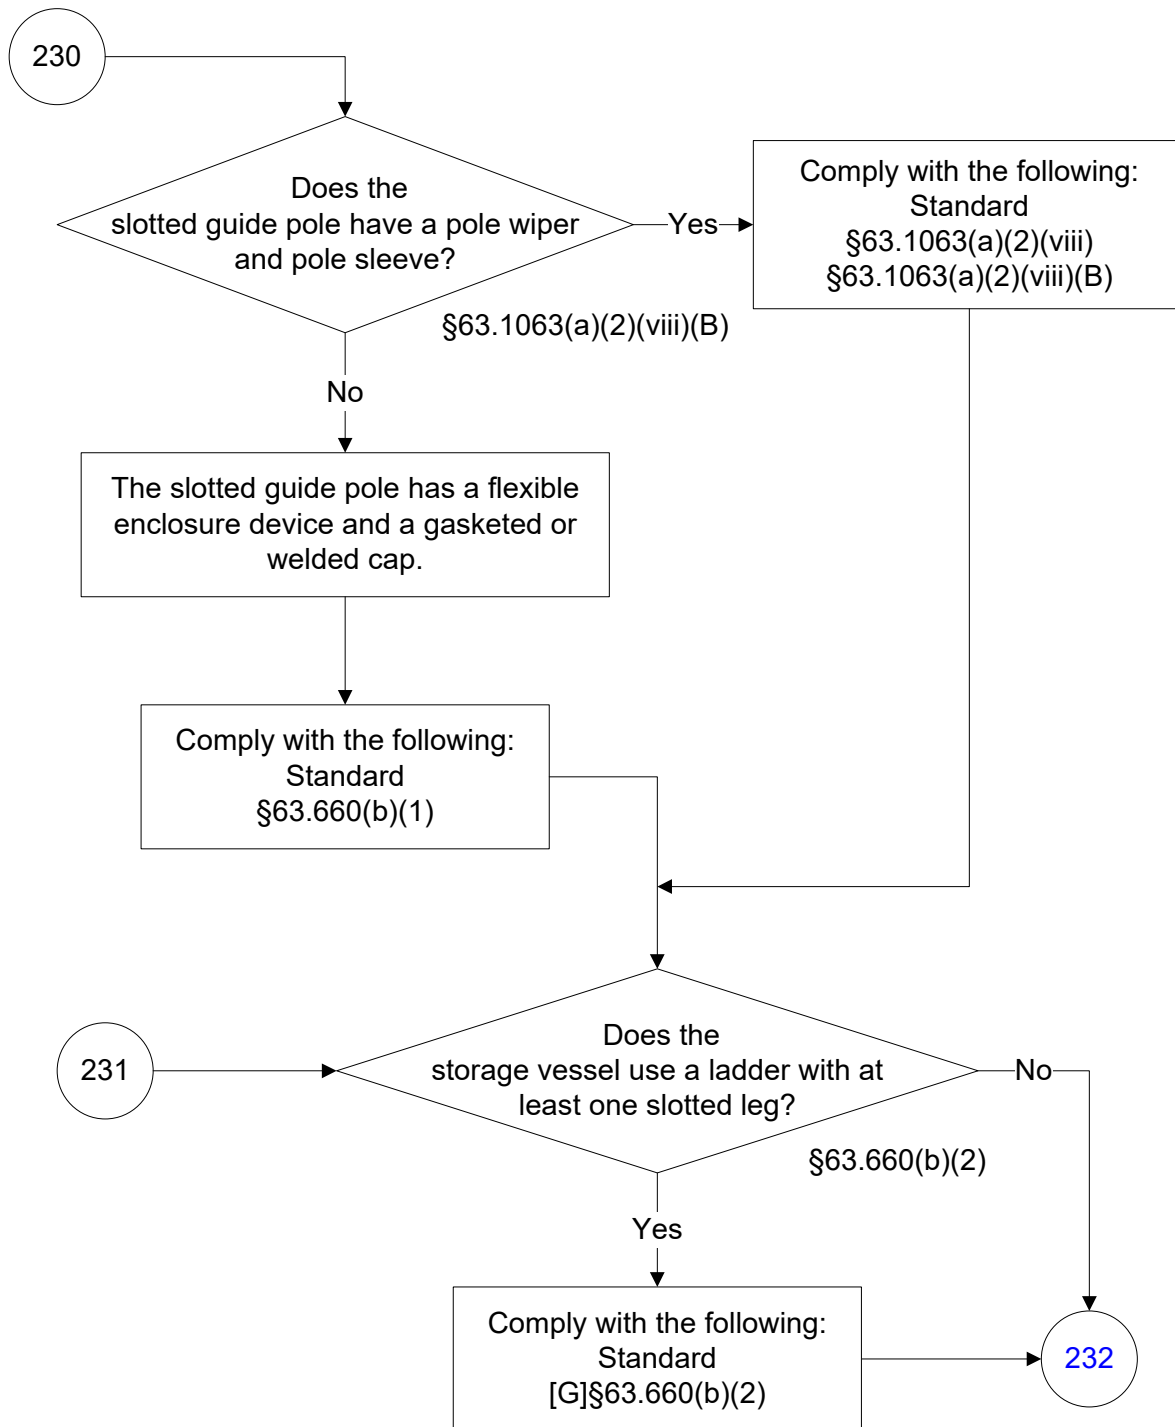 230
Does the
slotted guide pole have a pole wiper
and pole sleeve?
Yes
Comply with the following:
Standard
§63.1063(a)(2)(viii)
§63.1063(a)(2)(viii)(B)
§63.1063(a)(2)(viii)(B)
No
The slotted guide pole has a flexible
enclosure device and a gasketed or
welded cap.
Comply with the following:
Standard
§63.660(b)(1)
231
Does the
storage vessel use a ladder with at
least one slotted leg?
No
§63.660(b)(2)
Yes
Comply with the following:
Standard
[G]§63.660(b)(2)
232